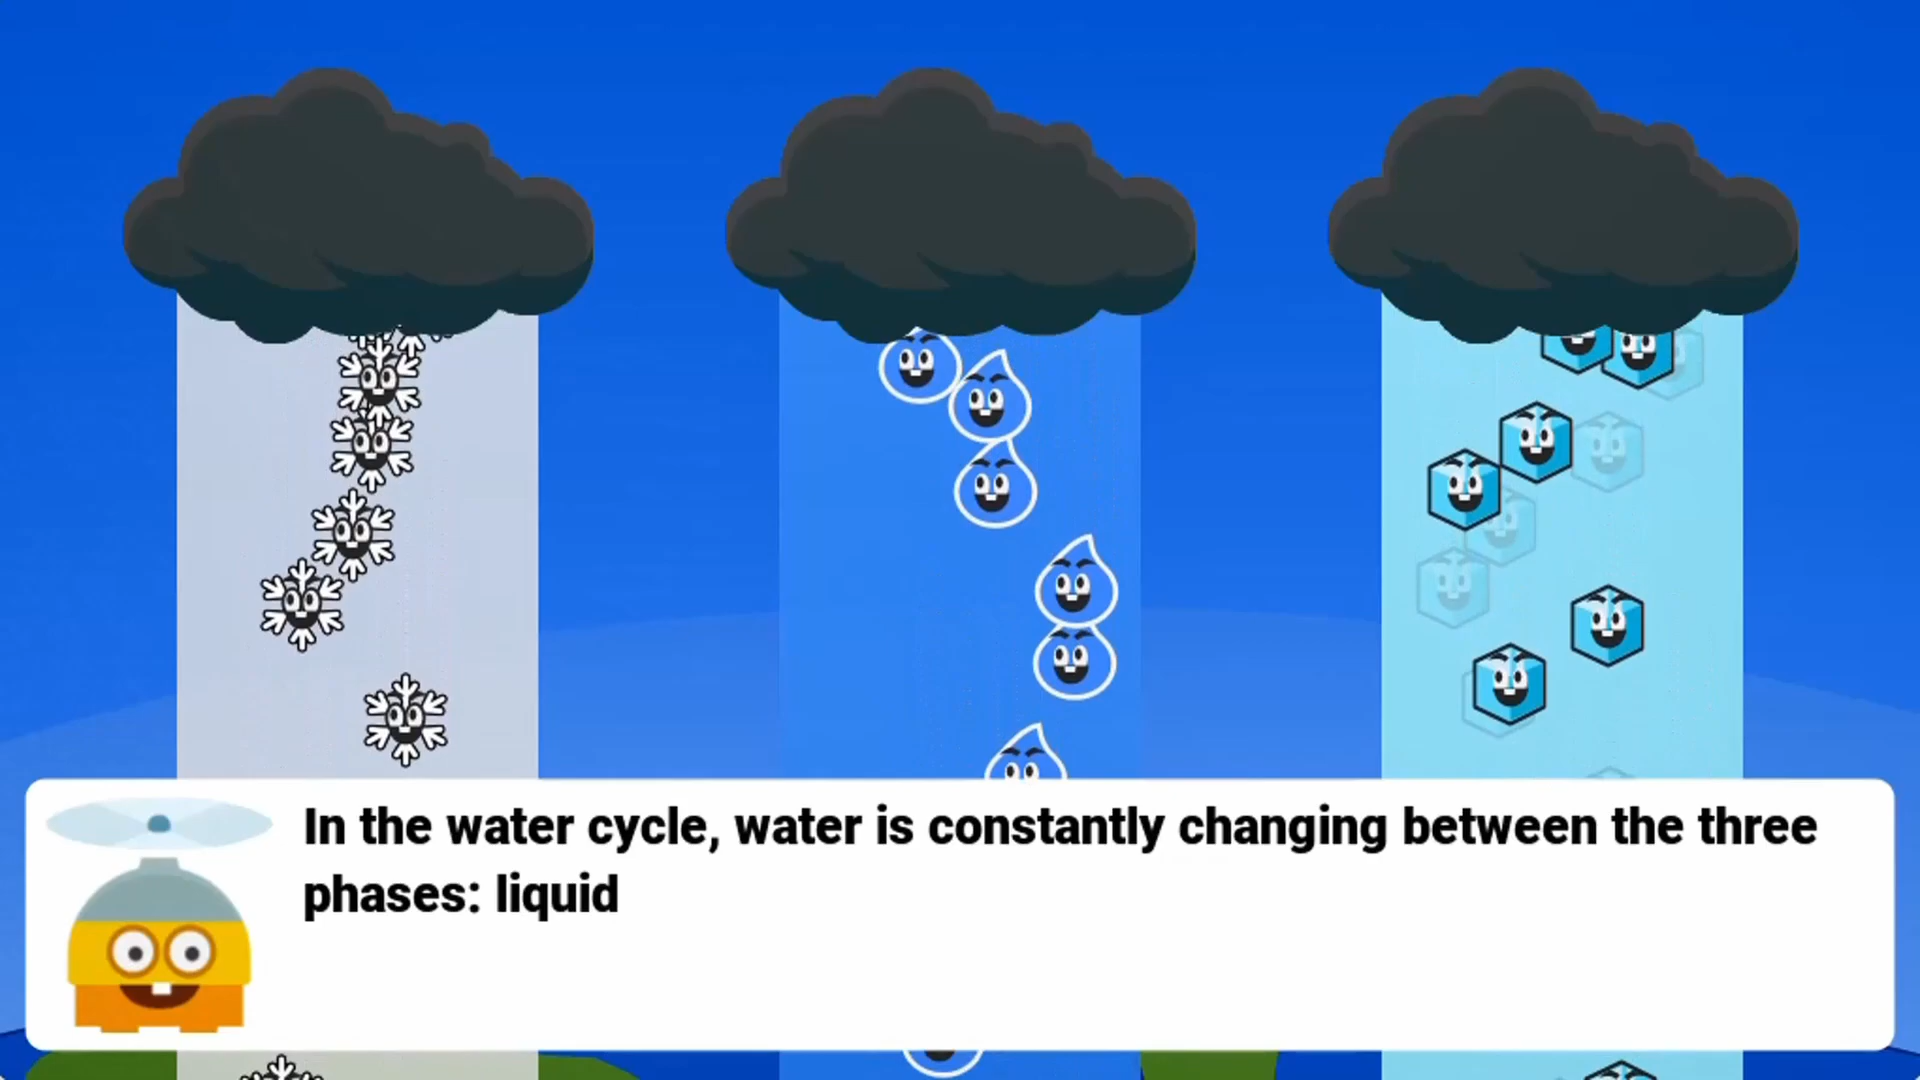 In the water cycle, water is constantly changing between the three
phases: liquid